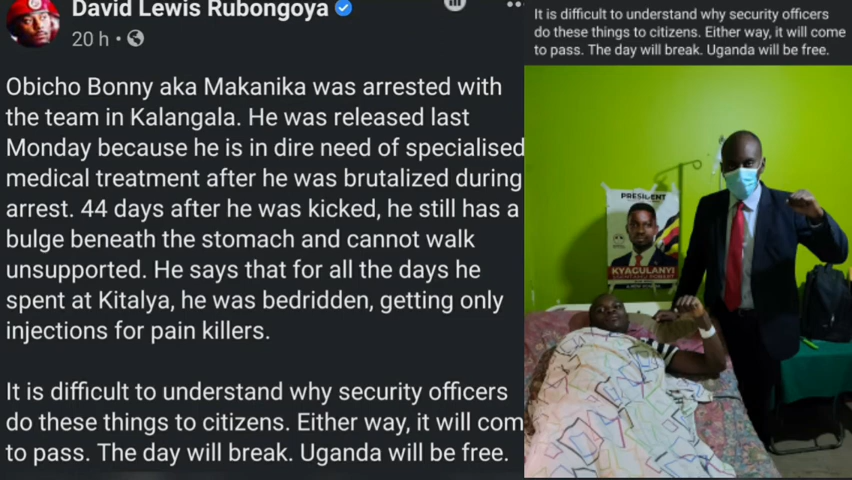 David Lewis Rubongoya
20 h
Obicho Bonny aka Makanika was arrested with
the team in Kalangala. He was released last
Monday because he is in dire need of specialised
medical treatment after he was brutalized during
arrest. 44 days after he was kicked, he still has a
bulge beneath the stomach and cannot walk
unsupported. He says that for all the days he
spent at Kitalya, he was bedridden, getting only
injections for pain killers.
It is difficult to understand why security officers
do these things to citizens. Either way, it will com
to pass. The day will break. Uganda will be free.
It is difficult to understand why security officers
do these things to citizens. Either way, it will come
to pass. The day will break. Uganda will be free.
PRESIDENT
KYAGULANYI